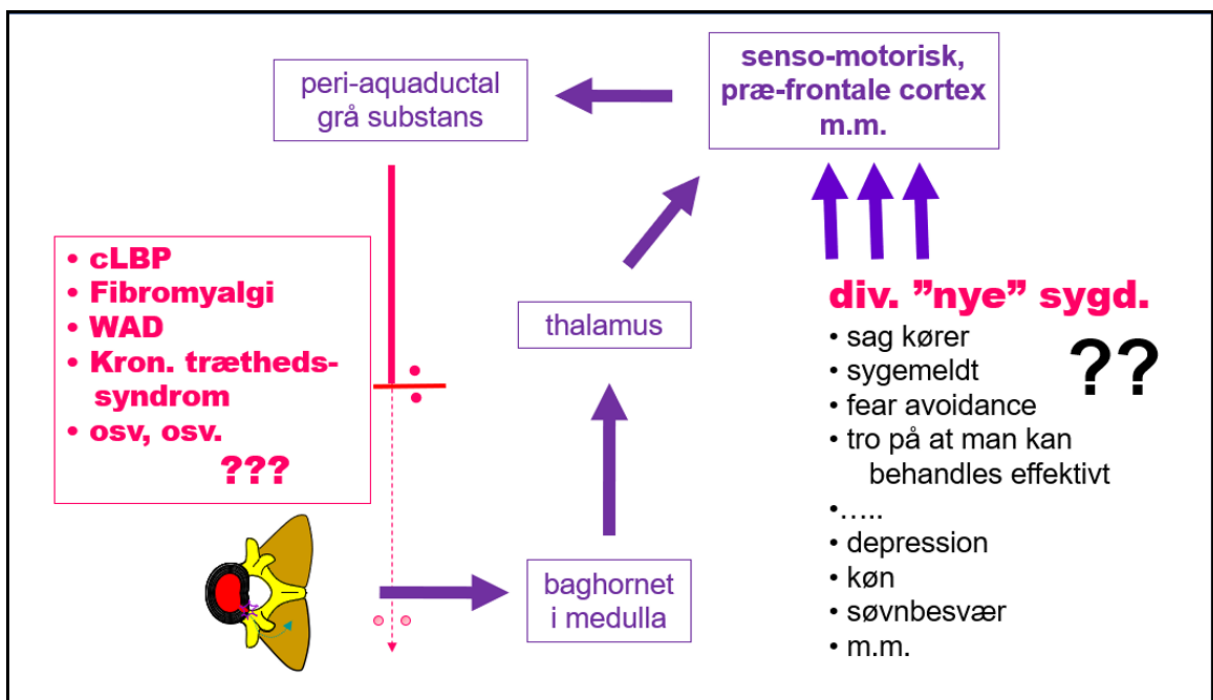 peri-aquaductal
grå substans
senso-motorisk,
præ-frontale cortex
m.m.
• cLBP
• Fibromyalgi
• WAD
• Kron. trætheds-
syndrom
• osv, osv.
???
thalamus
div. ”nye” sygd.
• sag kører
• sygemeldt
• fear avoidance
• tro på at man kan
behandles effektivt
•…..
• depression
• køn
• søvnbesvær
• m.m.
??
baghornet
i medulla